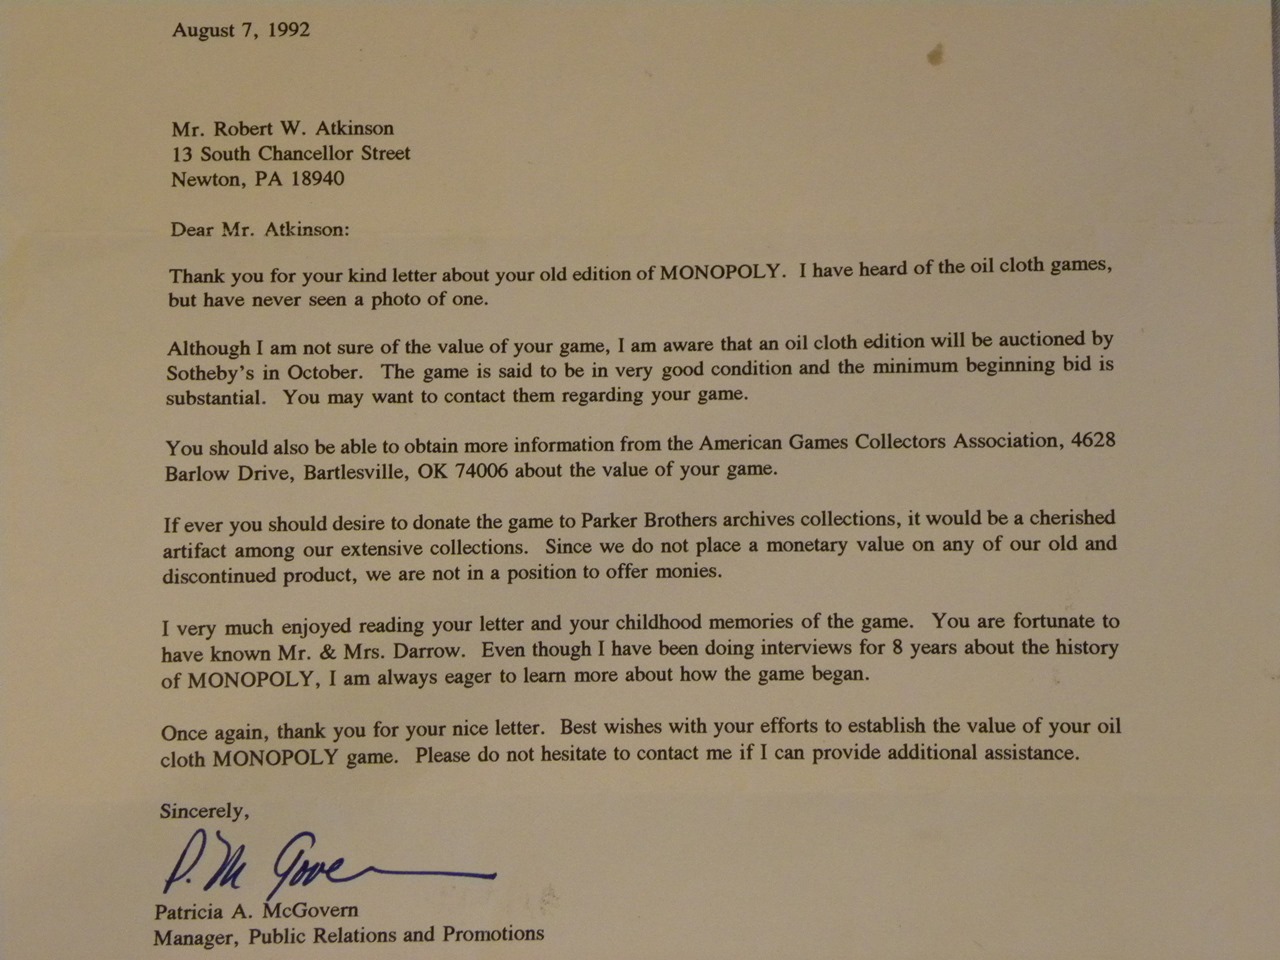 August 7, 1992
Mr. Robert W. Atkinson
13 South Chancellor Street
Newton, PA 18940
Dear Mr. Atkinson:
Thank you for your kind letter about your old edition of MONOPOLY. I have heard of the oil cloth games,
but have never seen a photo of one.
Although I am not sure of the value of your game, I am aware that an oil cloth edition will be auctioned by
Sotheby's in October. The game is said to be in very good condition and the minimum beginning bid is
substantial. You may want to contact them regarding your game.
You should also be able to obtain more information from the American Games Collectors Association, 4628
Barlow Drive, Bartlesville, OK 74006 about the value of your game.
If ever you should desire to donate the game to Parker Brothers archives collections, it would be a cherished
artifact among our extensive collections. Since we do not place a monetary value on any of our old and
discontinued product, we are not in a position to offer monies.
I very much enjoyed reading your letter and your childhood memories of the game. You are fortunate to
have known Mr. & Mrs. Darrow. Even though I have been doing interviews for 8 years about the history
of MONOPOLY, I am always eager to learn more about how the game began.
Once again, thank you for your nice letter. Best wishes with your efforts to establish the value of your oil
cloth MONOPOLY game. Please do not hesitate to contact me if I can provide additional assistance.
Sincerely,
P. McGove
Patricia A. McGovern
Manager, Public Relations and Promotions